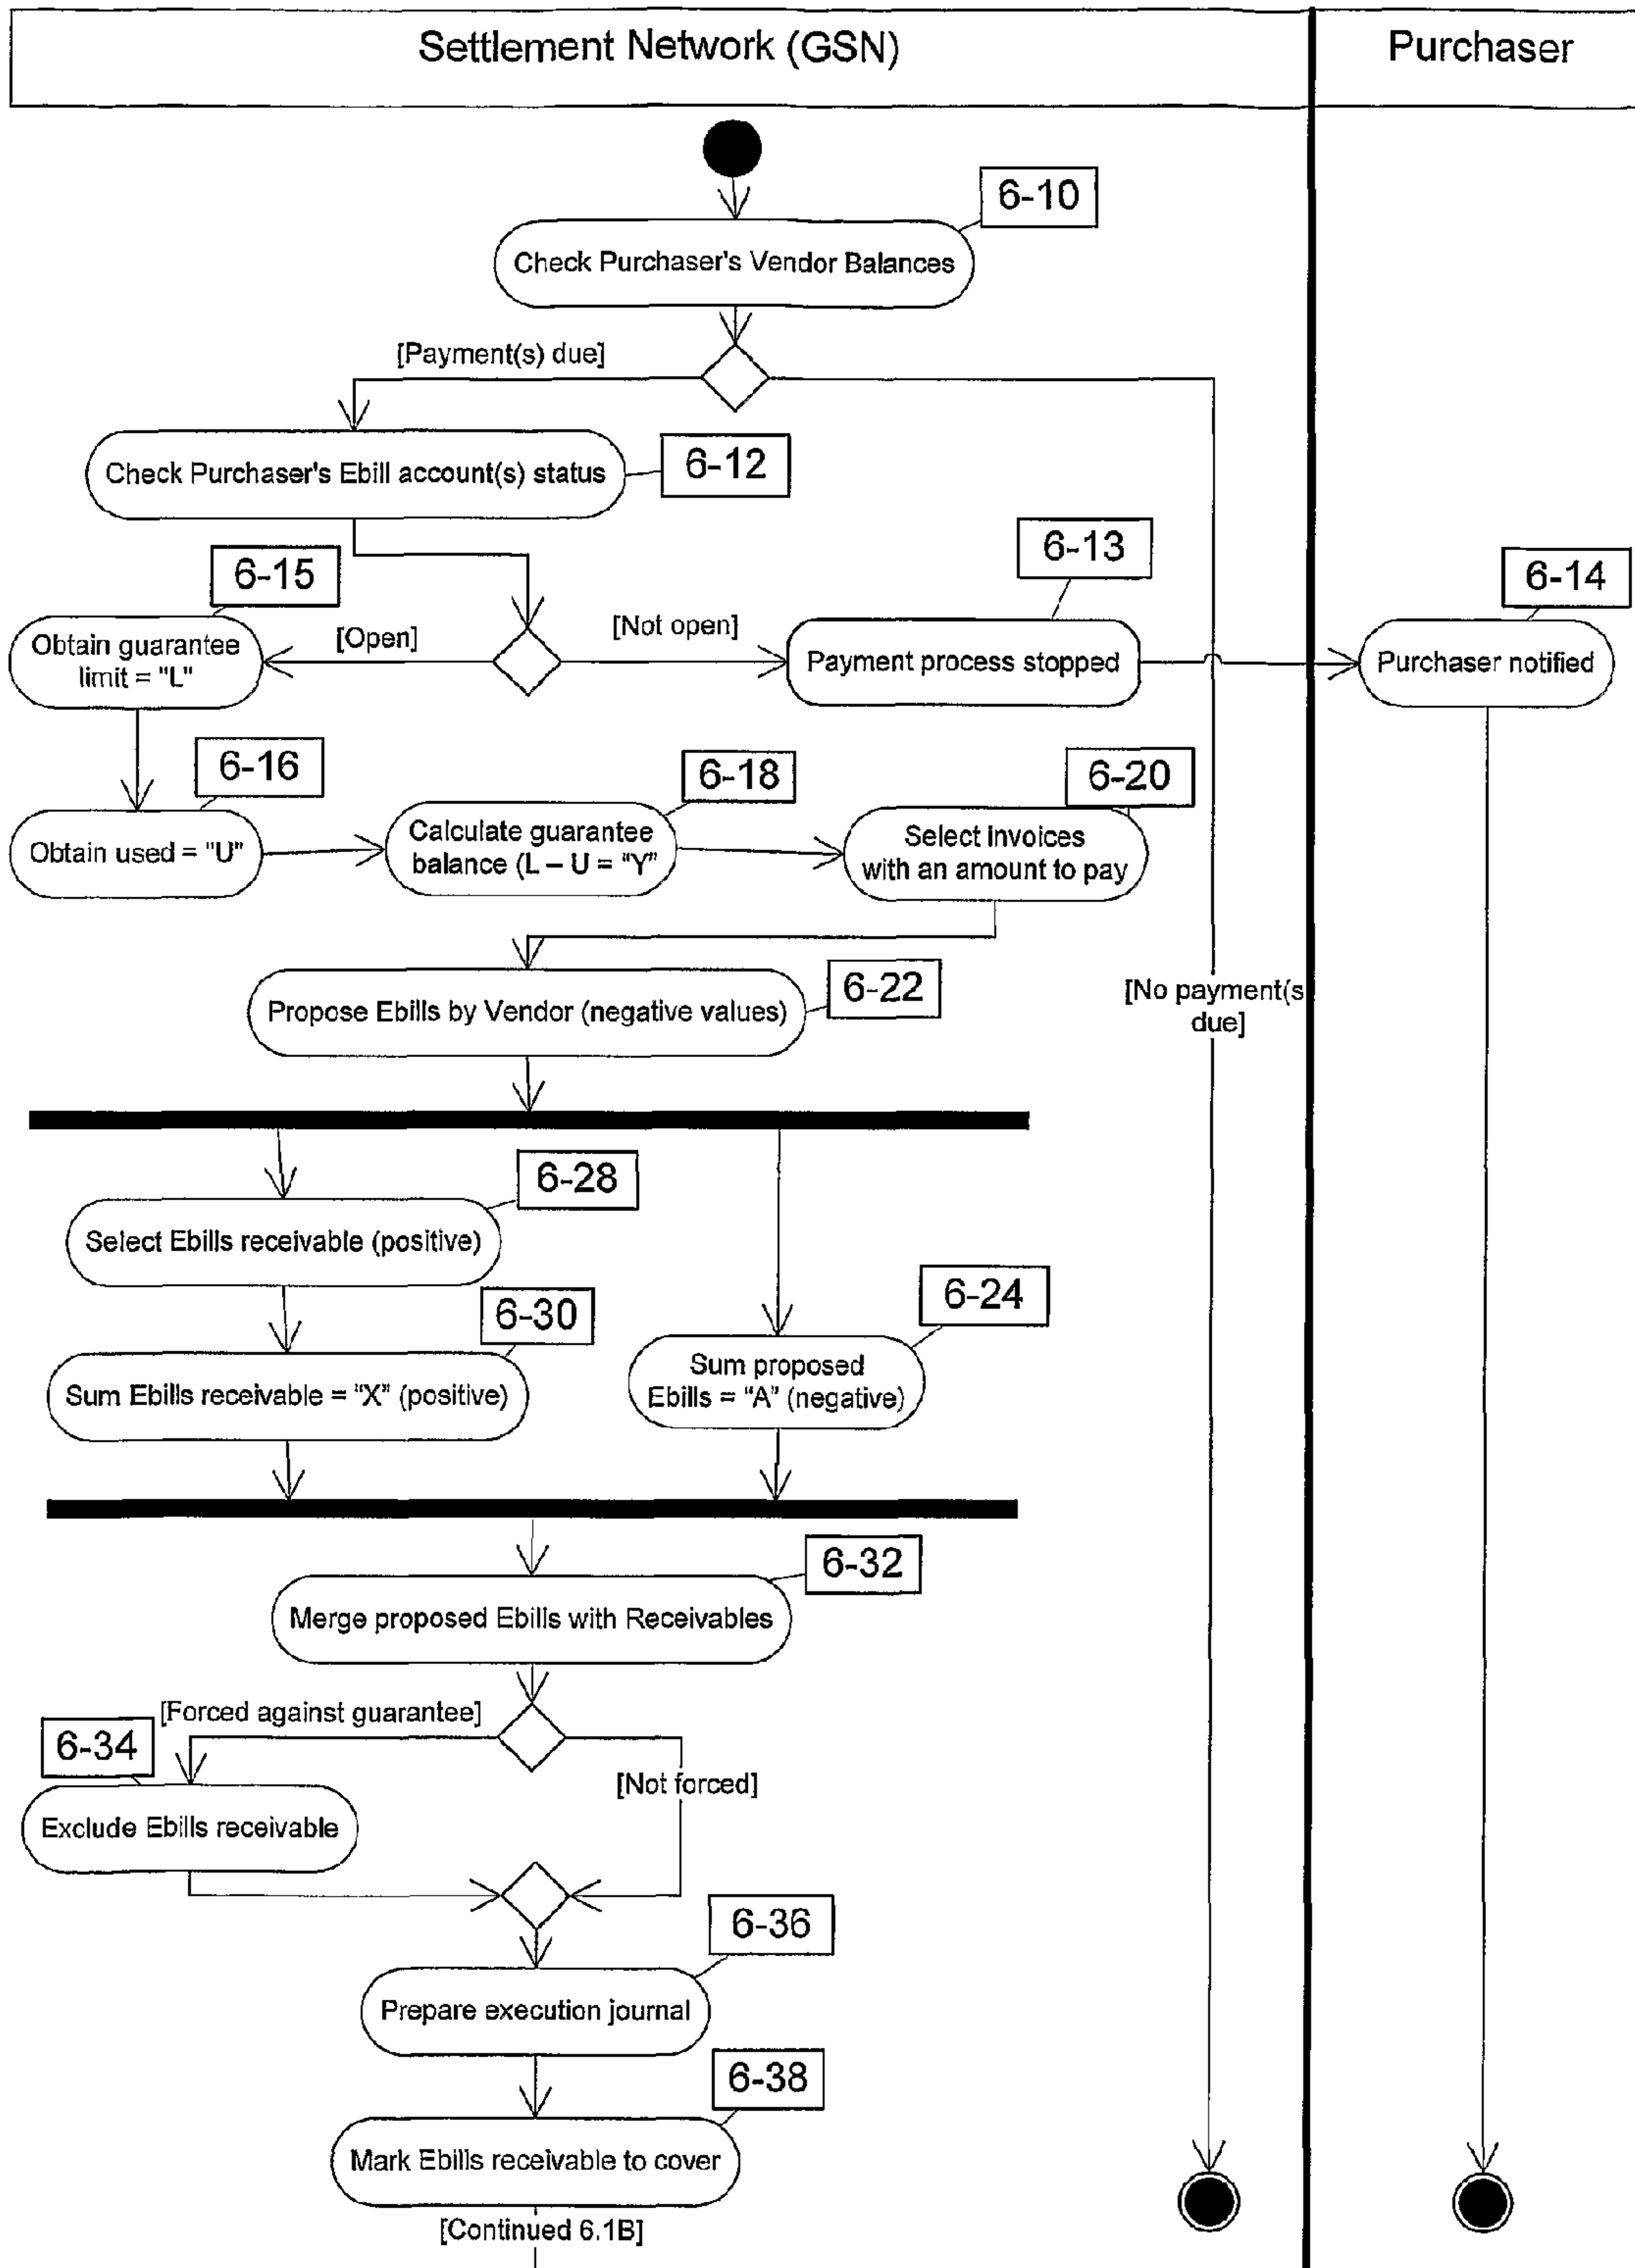 Settlement Network (GSN)
Purchaser
6-10
Check Purchaser's Vendor Balances
[Payment(s) due]
Check Purchaser's Ebill account(s) status
6-12
6-13
6-14
6-15
Obtain guarantee
limit = "L"
[Open]
[Not open]
Payment process stopped
Purchaser notified
6-16
6-18
6-20
Obtain used = "U"
Calculate guarantee
balance (L – U = "Y"
Select invoices
with an amount to pay
6-22
Propose Ebills by Vendor (negative values)
[No payment(s
due]
6-28
Select Ebills receivable (positive)
6-24
6-30
Sum Ebills receivable = "X" (positive)
Sum proposed
Ebills = "A" (negative)
6-32
Merge proposed Ebills with Receivables
[Forced against guarantee]
6-34
[Not forced]
Exclude Ebills receivable
6-36
Prepare execution journal
6-38
Mark Ebills receivable to cover
[Continued 6.1B]